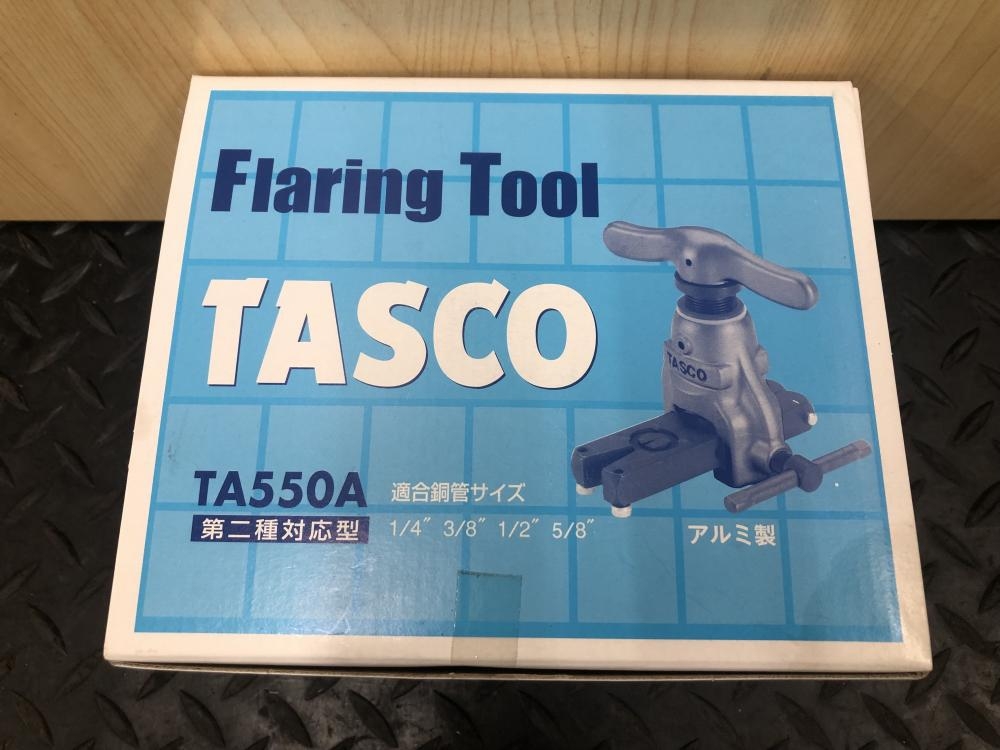 Flaring Tool
TASCO
TASCO
TA550A
第二種対応型
適合銅管サイズ
1/4″ 3/8″ 1/2″ 5/8″
アルミ製